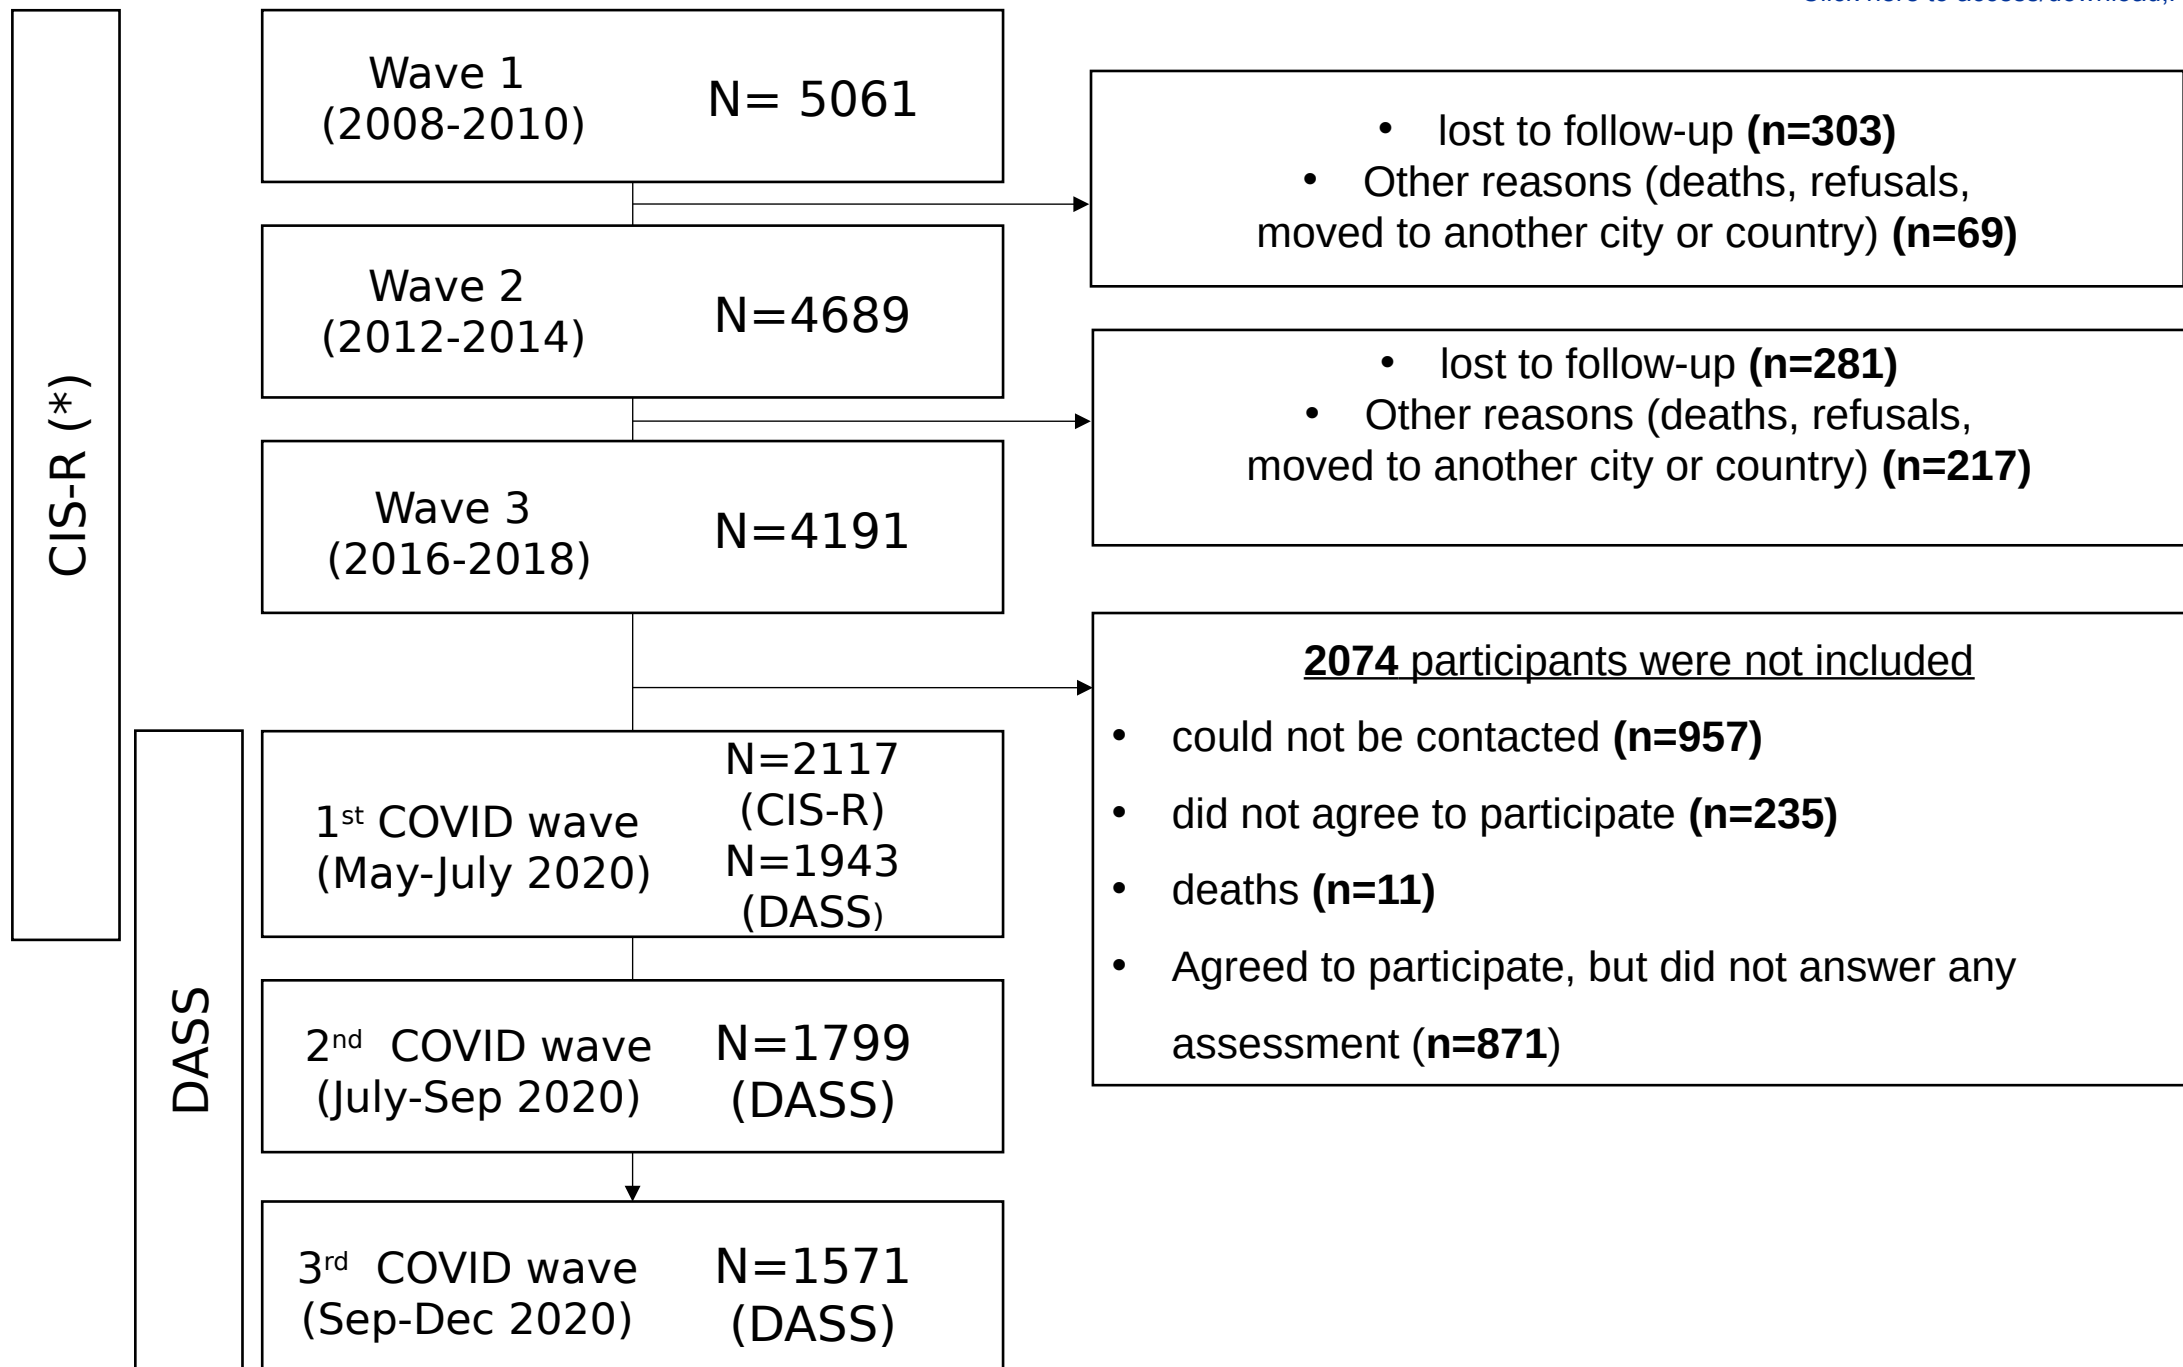 Wave 1
(2008-2010)
N= 5061
• lost to follow-up (n=303)
• Other reasons (deaths, refusals,
moved to another city or country) (n=69)
Wave 2
(2012-2014)
N=4689
• lost to follow-up (n=281)
• Other reasons (deaths, refusals,
moved to another city or country) (n=217)
CIS-R (*)
Wave 3
(2016-2018)
N=4191
2074 participants were not included
• could not be contacted (n=957)
• did not agree to participate (n=235)
• deaths (n=11)
• Agreed to participate, but did not answer any
assessment (n=871)
1st COVID wave
(May-July 2020)
N=2117
(CIS-R)
N=1943
(DASS)
DASS
2nd COVID wave
(July-Sep 2020)
N=1799
(DASS)
3rd COVID wave
(Sep-Dec 2020)
N=1571
(DASS)